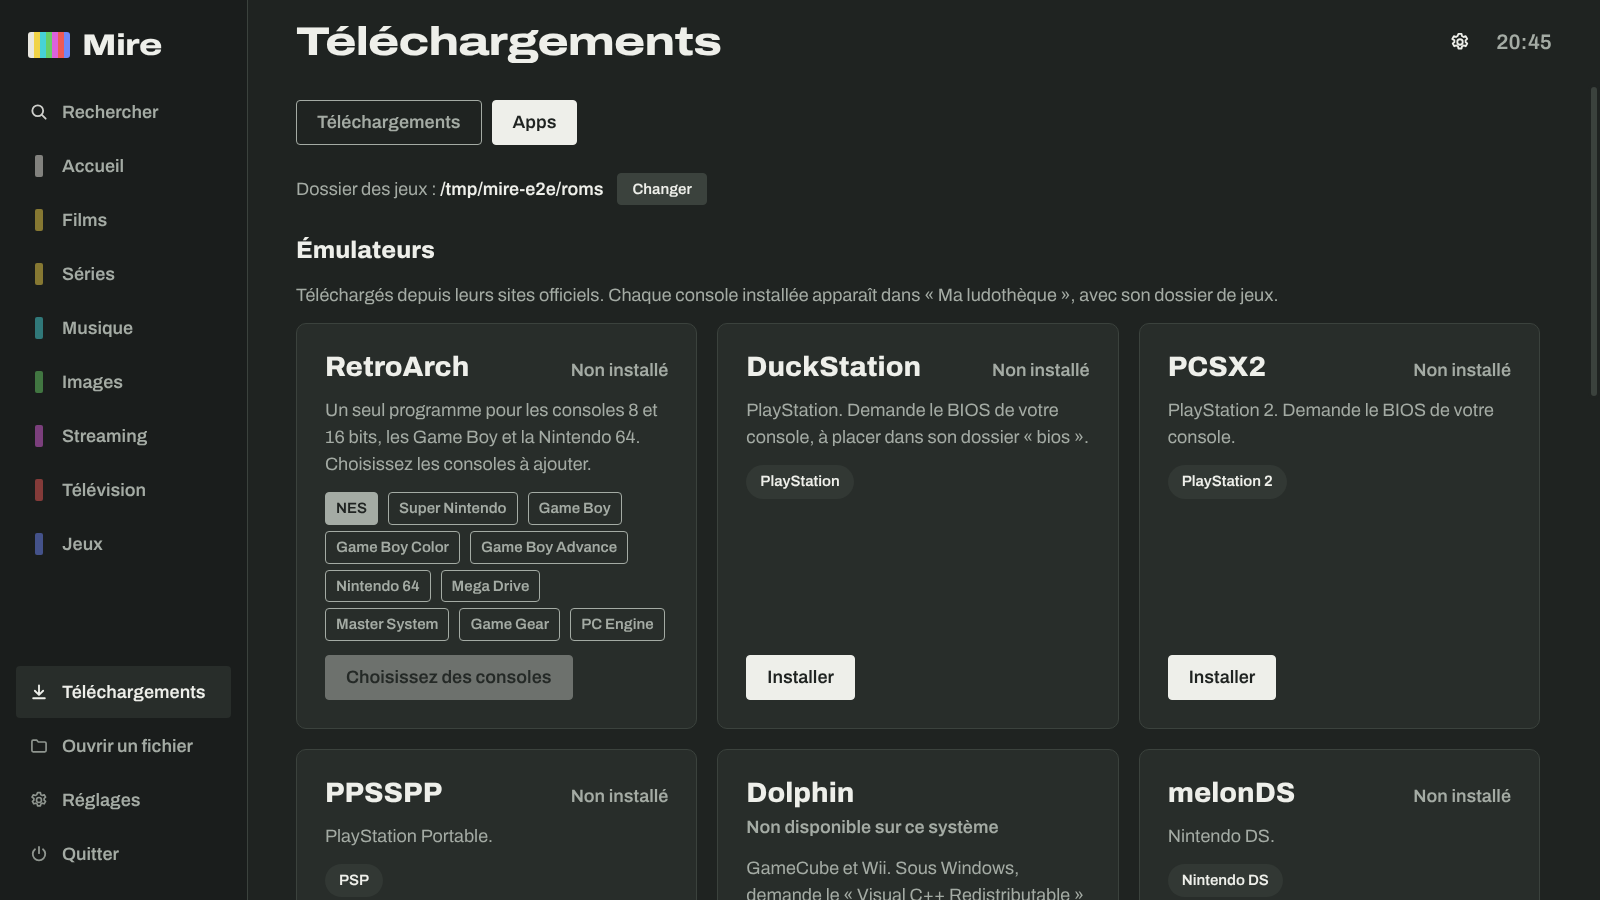 Mire
Téléchargements
20:45
Rechercher
Accueil
Films
Séries
Musique
Images
Streaming
Télévision
Jeux
Téléchargements
Ouvrir un fichier
Réglages
Quitter
Téléchargements
Apps
Dossier des jeux : /tmp/mire-e2e/roms
Changer
Émulateurs
Téléchargés depuis leurs sites officiels. Chaque console installée apparaît dans « Ma ludothèque », avec son dossier de jeux.
RetroArch
Non installé
Un seul programme pour les consoles 8 et
16 bits, les Game Boy et la Nintendo 64.
Choisissez les consoles à ajouter.
NES
Super Nintendo
Game Boy
Game Boy Color
Game Boy Advance
Nintendo 64
Mega Drive
Master System
Game Gear
PC Engine
Choisissez des consoles
DuckStation
Non installé
PlayStation. Demande le BIOS de votre
console, à placer dans son dossier « bios ».
PlayStation
Installer
PCSX2
Non installé
PlayStation 2. Demande le BIOS de votre
console.
PlayStation 2
Installer
PPSSPP
Non installé
PlayStation Portable.
PSP
Dolphin
Non disponible sur ce système
GameCube et Wii. Sous Windows,
demande le « Visual C++ Redistributable »
melonDS
Non installé
Nintendo DS.
Nintendo DS